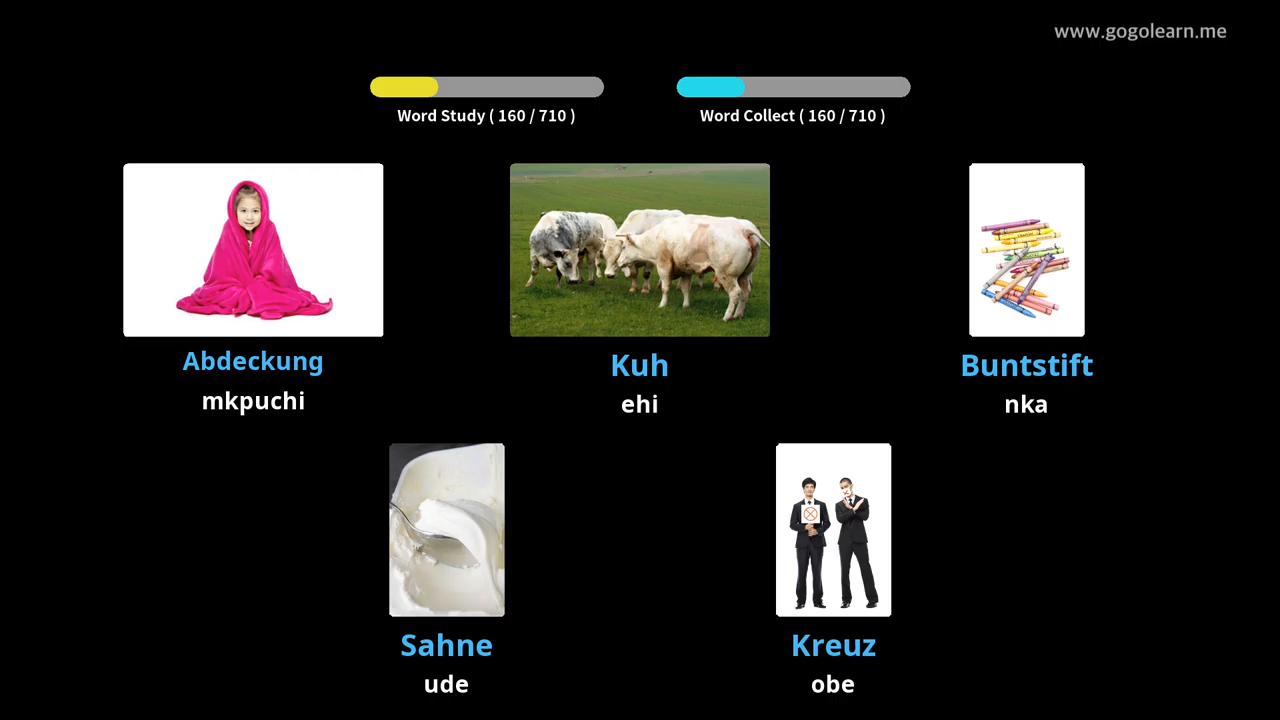 www.gogolearn.me
Word Study ( 160 / 710 )
Word Collect ( 160 / 710 )
Abdeckung
mkpuchi
Kuh
ehi
Buntstift
nka
Sahne
ude
Kreuz
obe